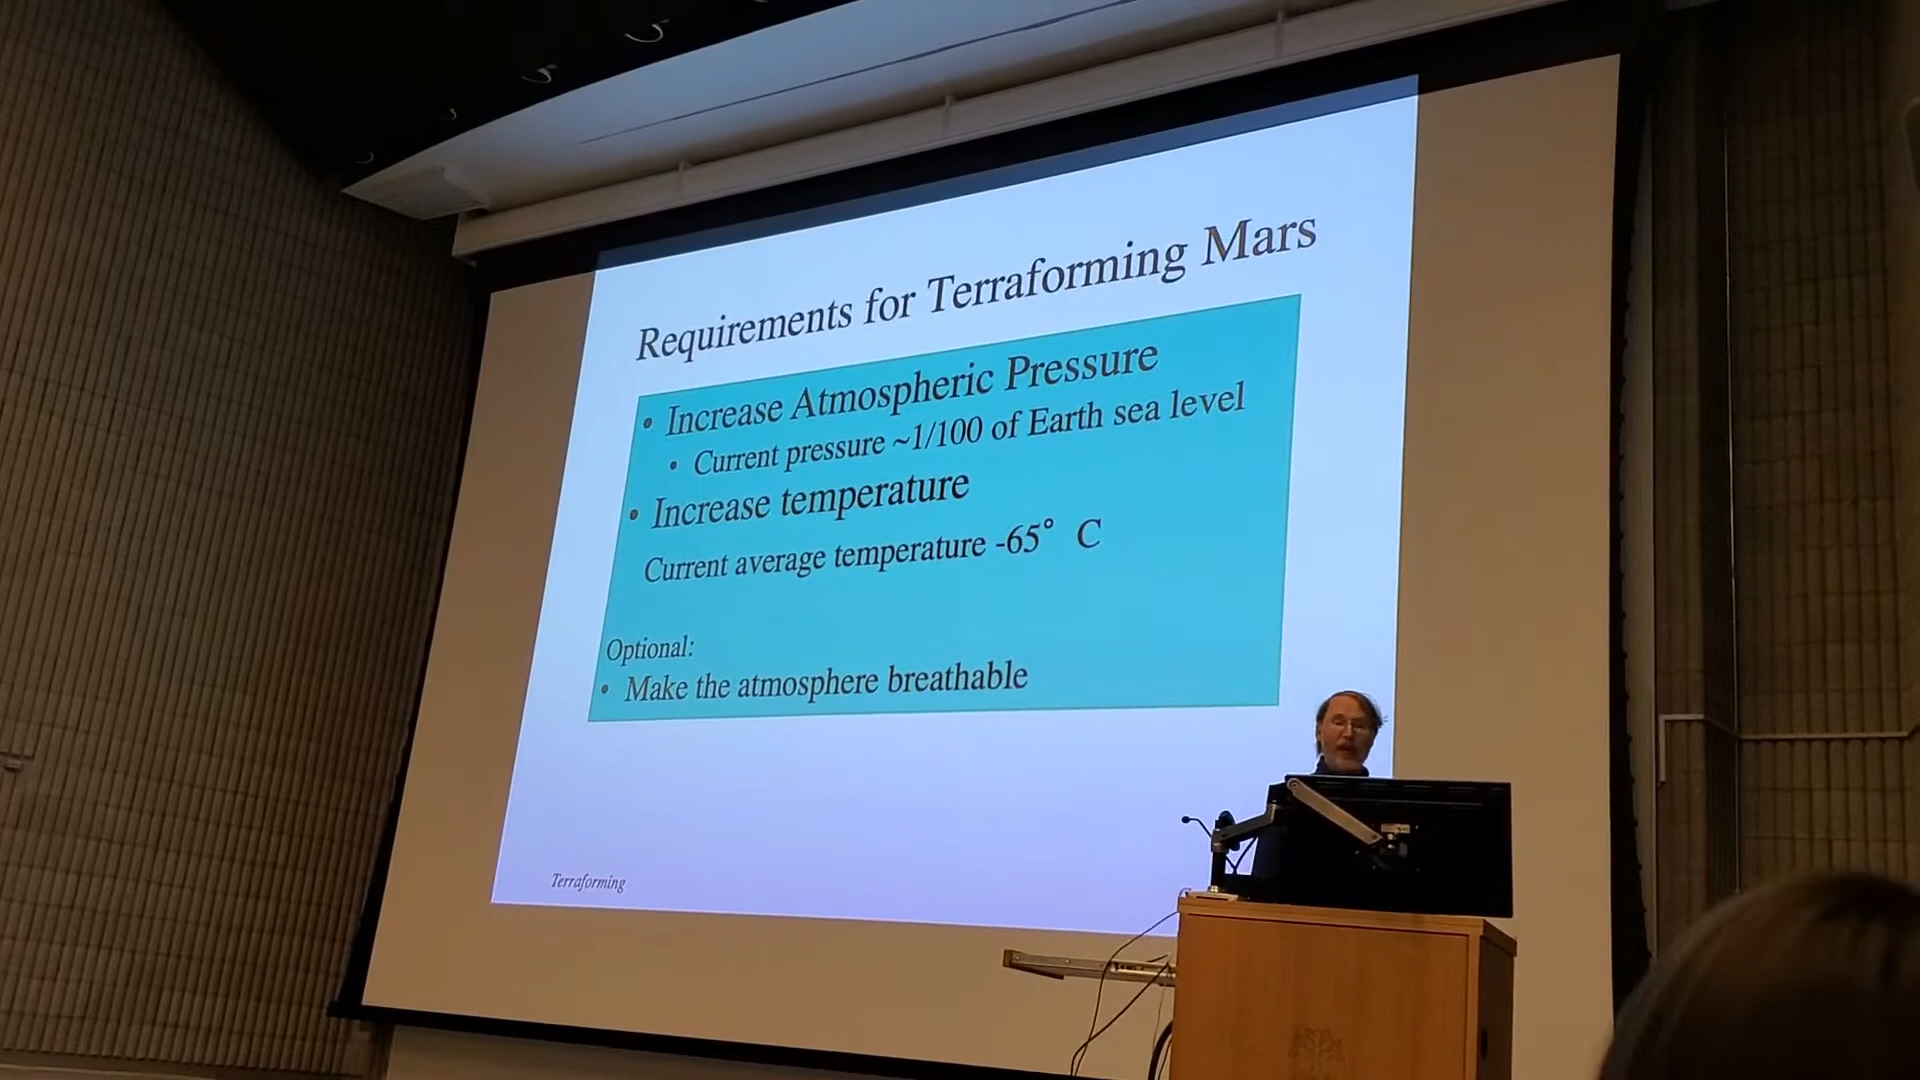 Requirements for Terraforming Mars
• Increase Atmospheric Pressure
• Current pressure ~1/100 of Earth sea level
• Increase temperature
Current average temperature -65° C
Optional:
• Make the atmosphere breathable
Terraforming